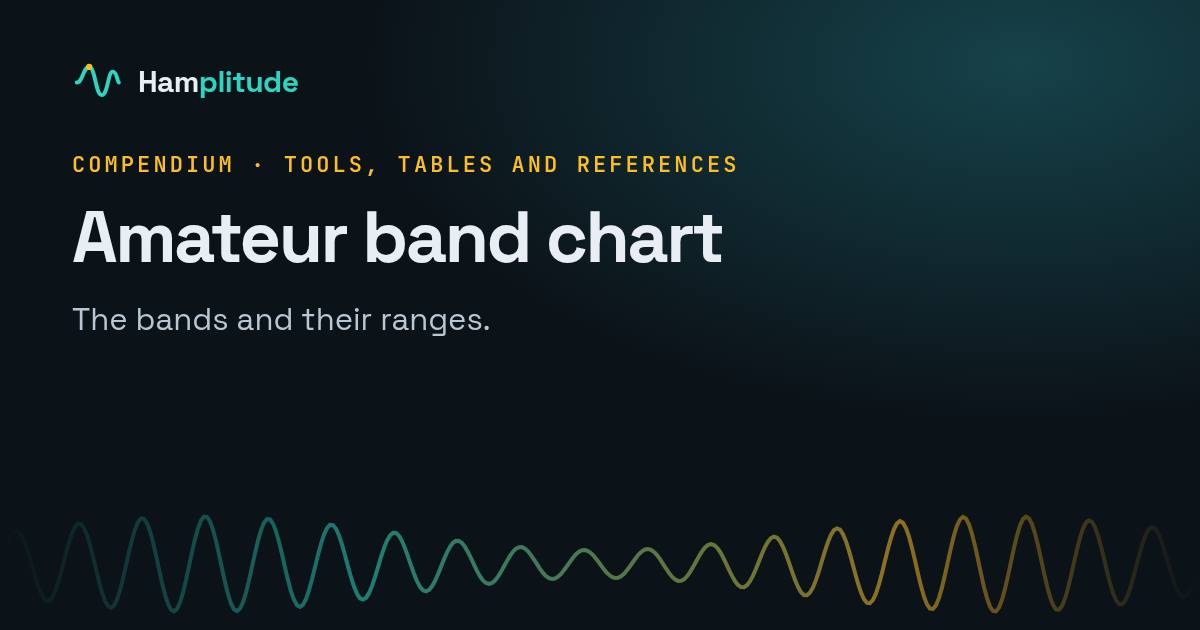 Hamplitude
COMPENDIUM · TOOLS, TABLES AND REFERENCES
Amateur band chart
The bands and their ranges.